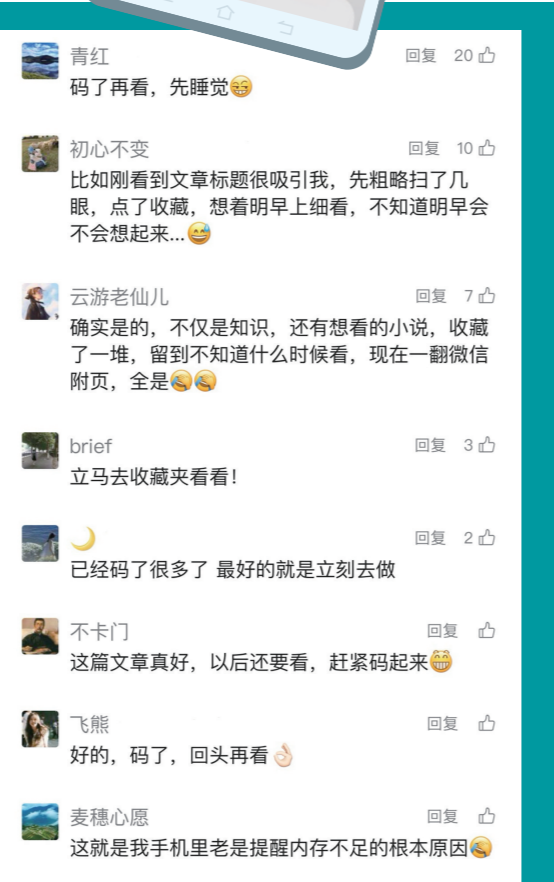 青红 回复 20
码了再看，先睡觉😁
初心不变 回复 10
比如刚看到文章标题很吸引我，先粗略扫了几
眼，点了收藏，想着明早上细看，不知道明早会
不会想起来...😅
云游老仙儿 回复 7
确实是的，不仅是知识，还有想看的小说，收藏
了一堆，留到不知道什么时候看，现在一翻微信
附页，全是
brief 回复 3
立马去收藏夹看看！
🌙 回复 2
已经码了很多了 最好的就是立刻去做
不卡门 回复
这篇文章真好，以后还要看，赶紧码起来😁
飞熊 回复
好的，码了，回头再看👌🏻
麦穗心愿 回复
这就是我手机里老是提醒内存不足的根本原因